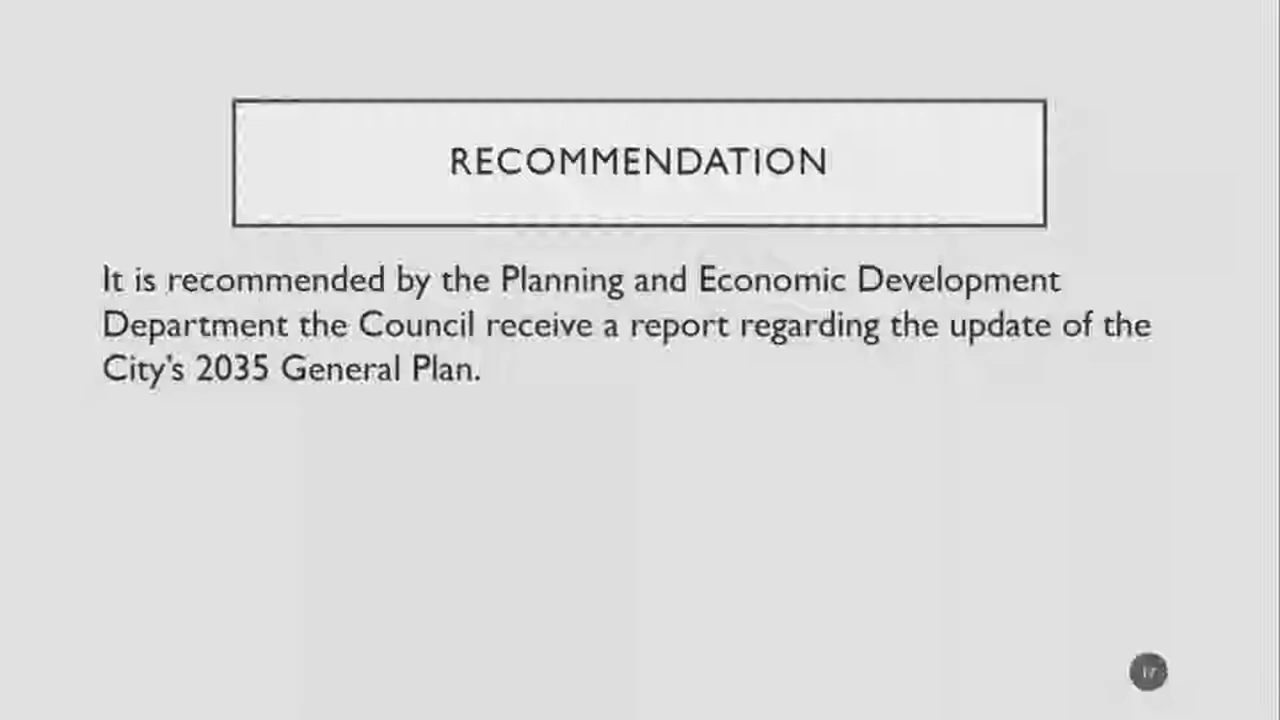 RECOMMENDATION
It is recommended by the Planning and Economic Development
Department the Council receive a report regarding the update of the
City's 2035 General Plan.
17